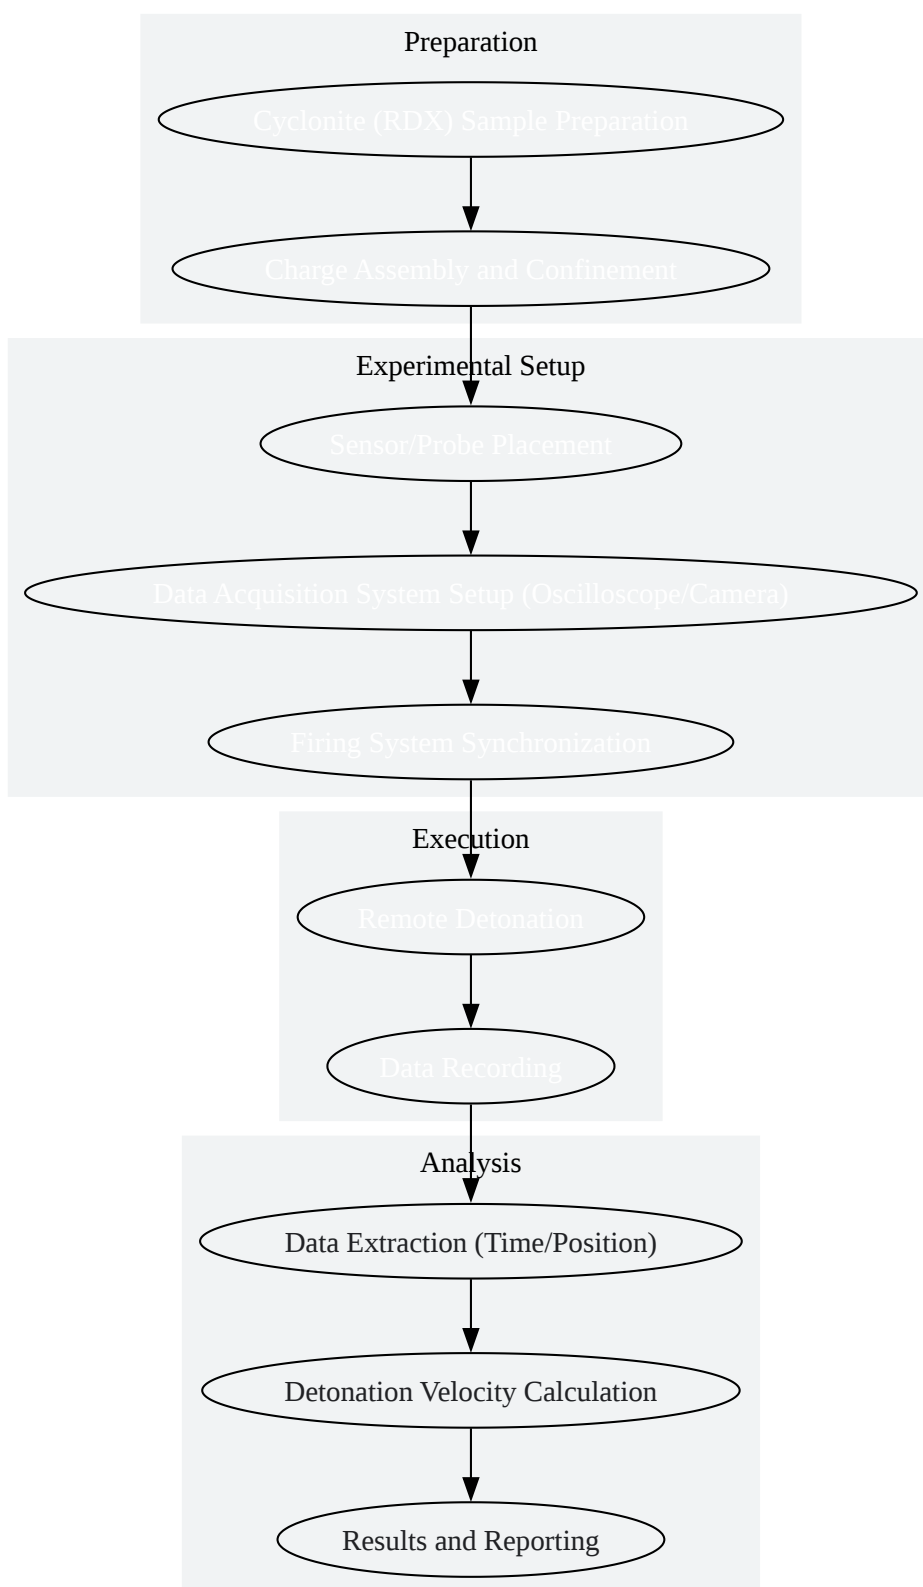 Preparation
Cyclonite (RDX) Sample Preparation
Charge Assembly and Confinement
Experimental Setup
Sensor/Probe Placement
Data Acquisition System Setup (Oscilloscope/Camera)
Firing System Synchronization
Execution
Remote Detonation
Data Recording
Analysis
Data Extraction (Time/Position)
Detonation Velocity Calculation
Results and Reporting